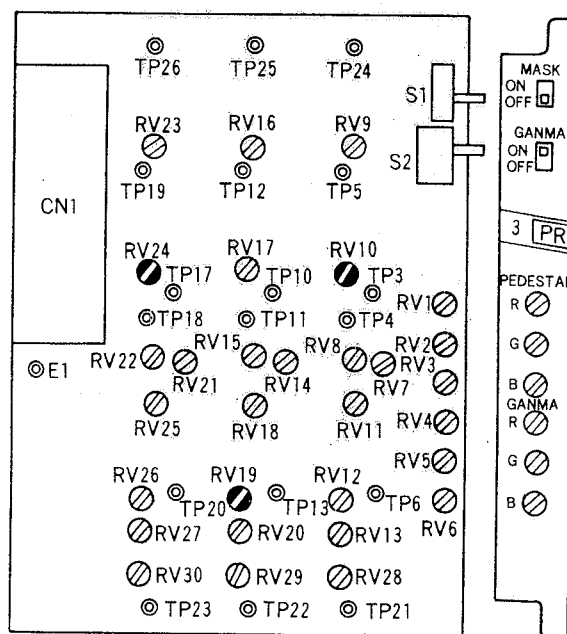 TP26 TP25 TP24
MASK
S1
ON
OFF
RV23 RV16 RV9
GANMA
S2
ON
OFF
TP19 TP12 TP5
CN1
3 PR
RV24 RV17 RV10
TP17 TP10 TP3
PEDESTAL
RV1
R
TP18 TP11 TP4
RV15 RV8 RV2
G
RV22 RV3
E1
RV21 RV14 RV7
B
GANMA
RV25 RV18 RV11 RV4
R
RV5
G
RV26 RV19 RV12
TP20 TP13 TP6
RV6
B
RV27 RV20 RV13
RV30 RV29 RV28
TP23 TP22 TP21